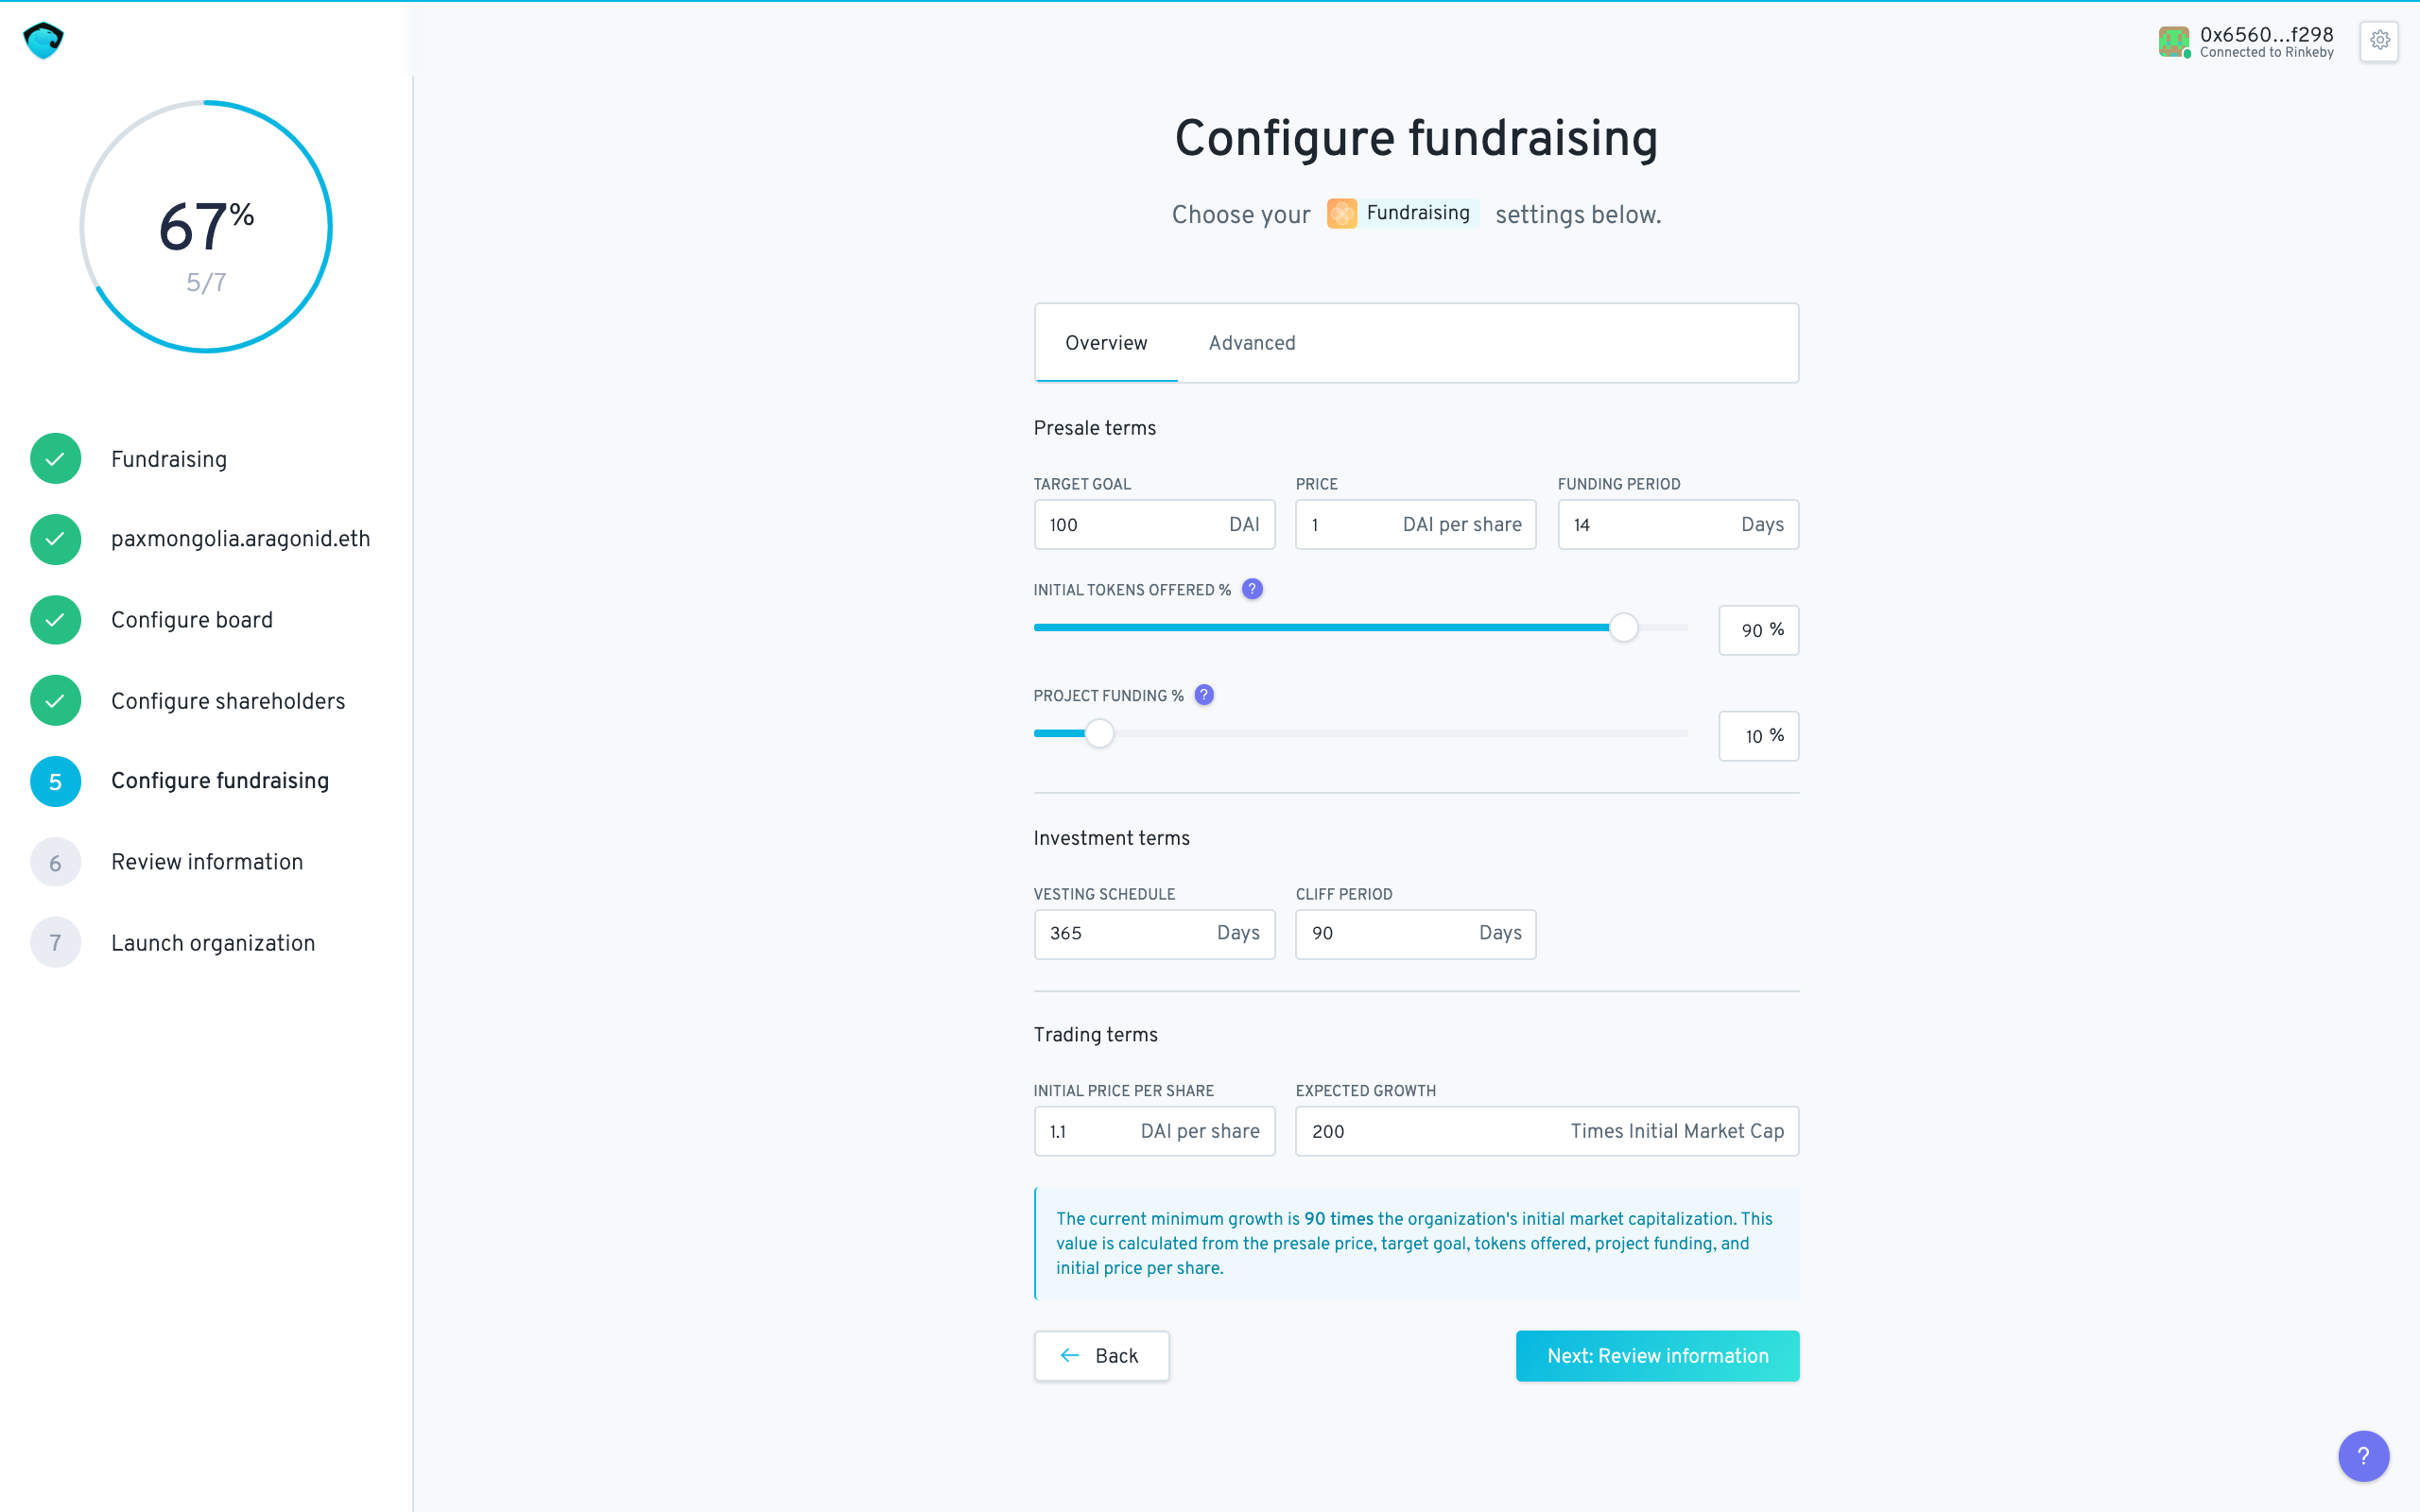 0x6560...f298
Connected to Rinkeby
67%
5/7
Fundraising
paxmongolia.aragonid.eth
Configure board
Configure shareholders
5 Configure fundraising
6 Review information
7 Launch organization
Configure fundraising
Choose your Fundraising settings below.
Overview Advanced
Presale terms
TARGET GOAL PRICE FUNDING PERIOD
100 DAI 1 DAI per share 14 Days
INITIAL TOKENS OFFERED % ?
90 %
PROJECT FUNDING % ?
10 %
Investment terms
VESTING SCHEDULE CLIFF PERIOD
365 Days 90 Days
Trading terms
INITIAL PRICE PER SHARE EXPECTED GROWTH
1.1 DAI per share 200 Times Initial Market Cap
The current minimum growth is 90 times the organization's initial market capitalization. This
value is calculated from the presale price, target goal, tokens offered, project funding, and
initial price per share.
Back Next: Review information
?